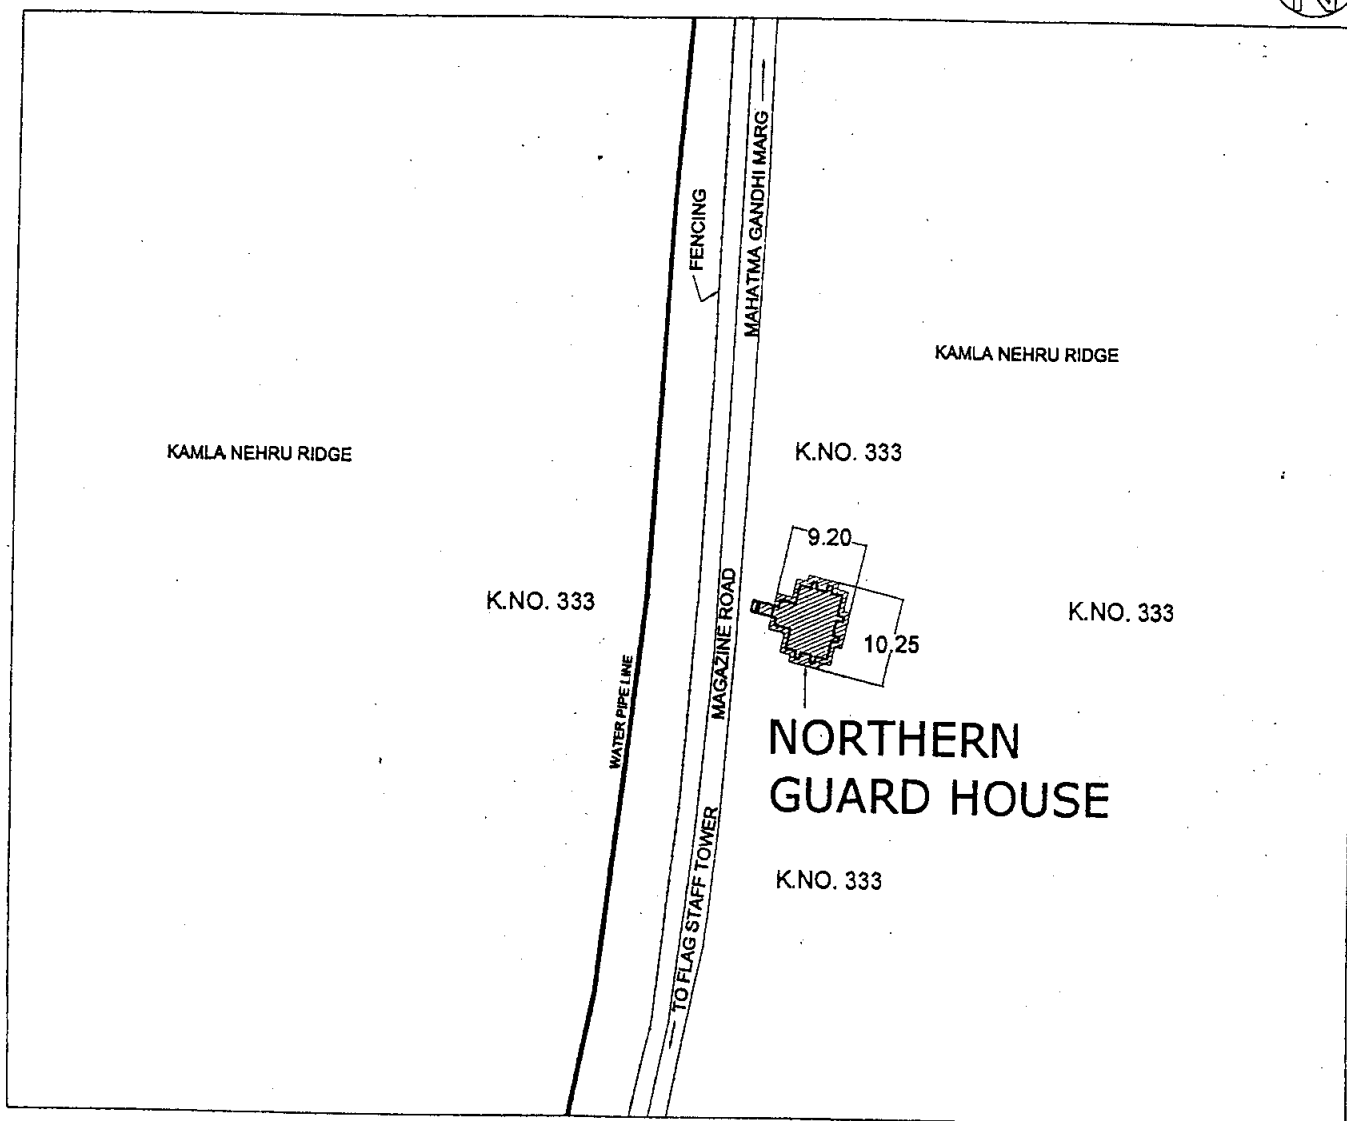 MAHATMA GANDHI MARG
FENCING
KAMLA NEHRU RIDGE
KAMLA NEHRU RIDGE
K.NO. 333
9.20
K.NO. 333
MAGAZINE ROAD
K.NO. 333
10.25
WATER PIPE LINE
NORTHERN
GUARD HOUSE
TO FLAG STAFF TOWER
K.NO. 333